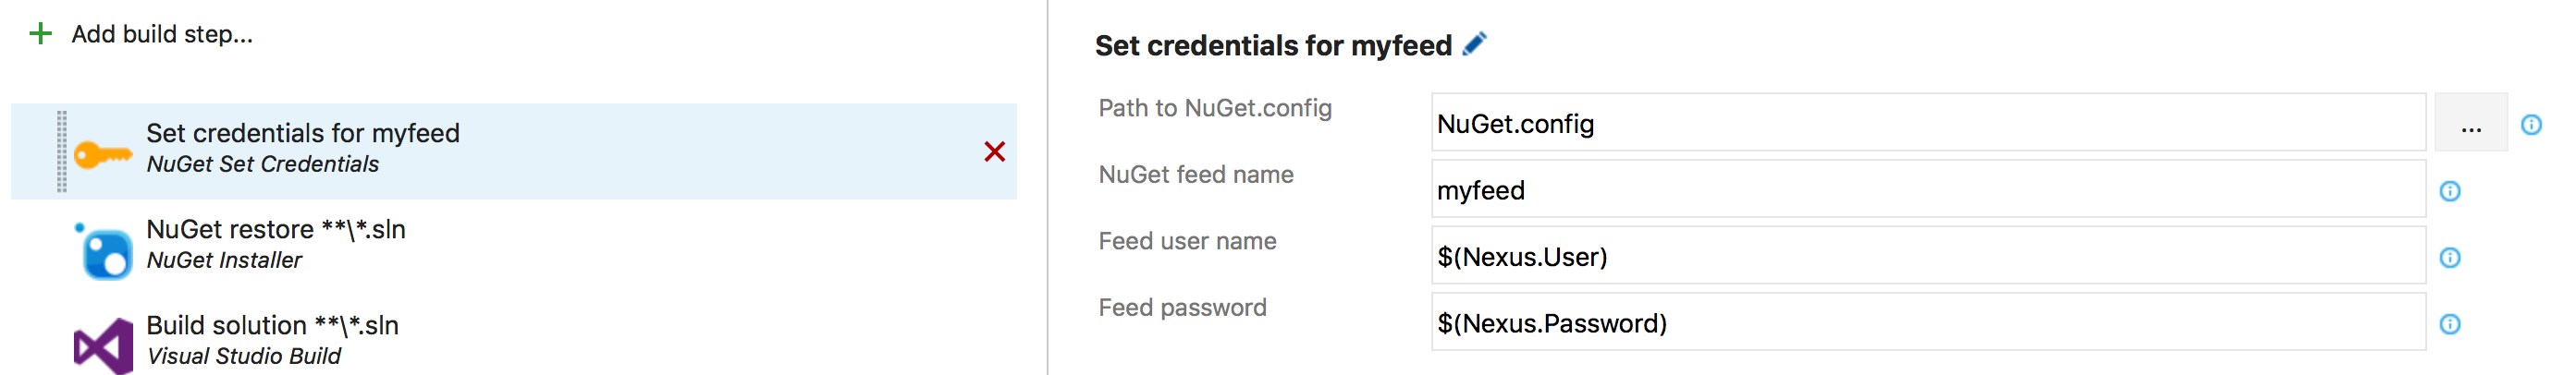 Add build step...
Set credentials for myfeed
NuGet Set Credentials
NuGet restore **\*.sln
NuGet Installer
Build solution **\*.sln
Visual Studio Build
Set credentials for myfeed
Path to NuGet.config
NuGet.config
...
NuGet feed name
myfeed
Feed user name
$(Nexus.User)
Feed password
$(Nexus.Password)